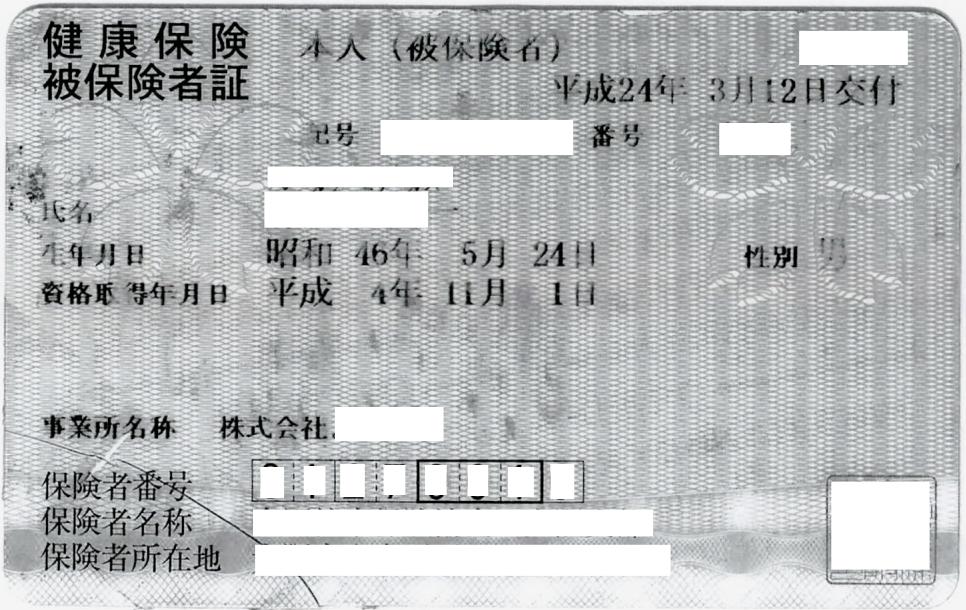 健康保険 本人（被保険者）
被保険者証
平成24年 3月12日交付
記号 番号
氏名
生年月日 昭和 46年 5月 24日 性別 男
資格取得年月日 平成 4年 11月 1日
事業所名称 株式会社
保険者番号
保険者名称
保険者所在地